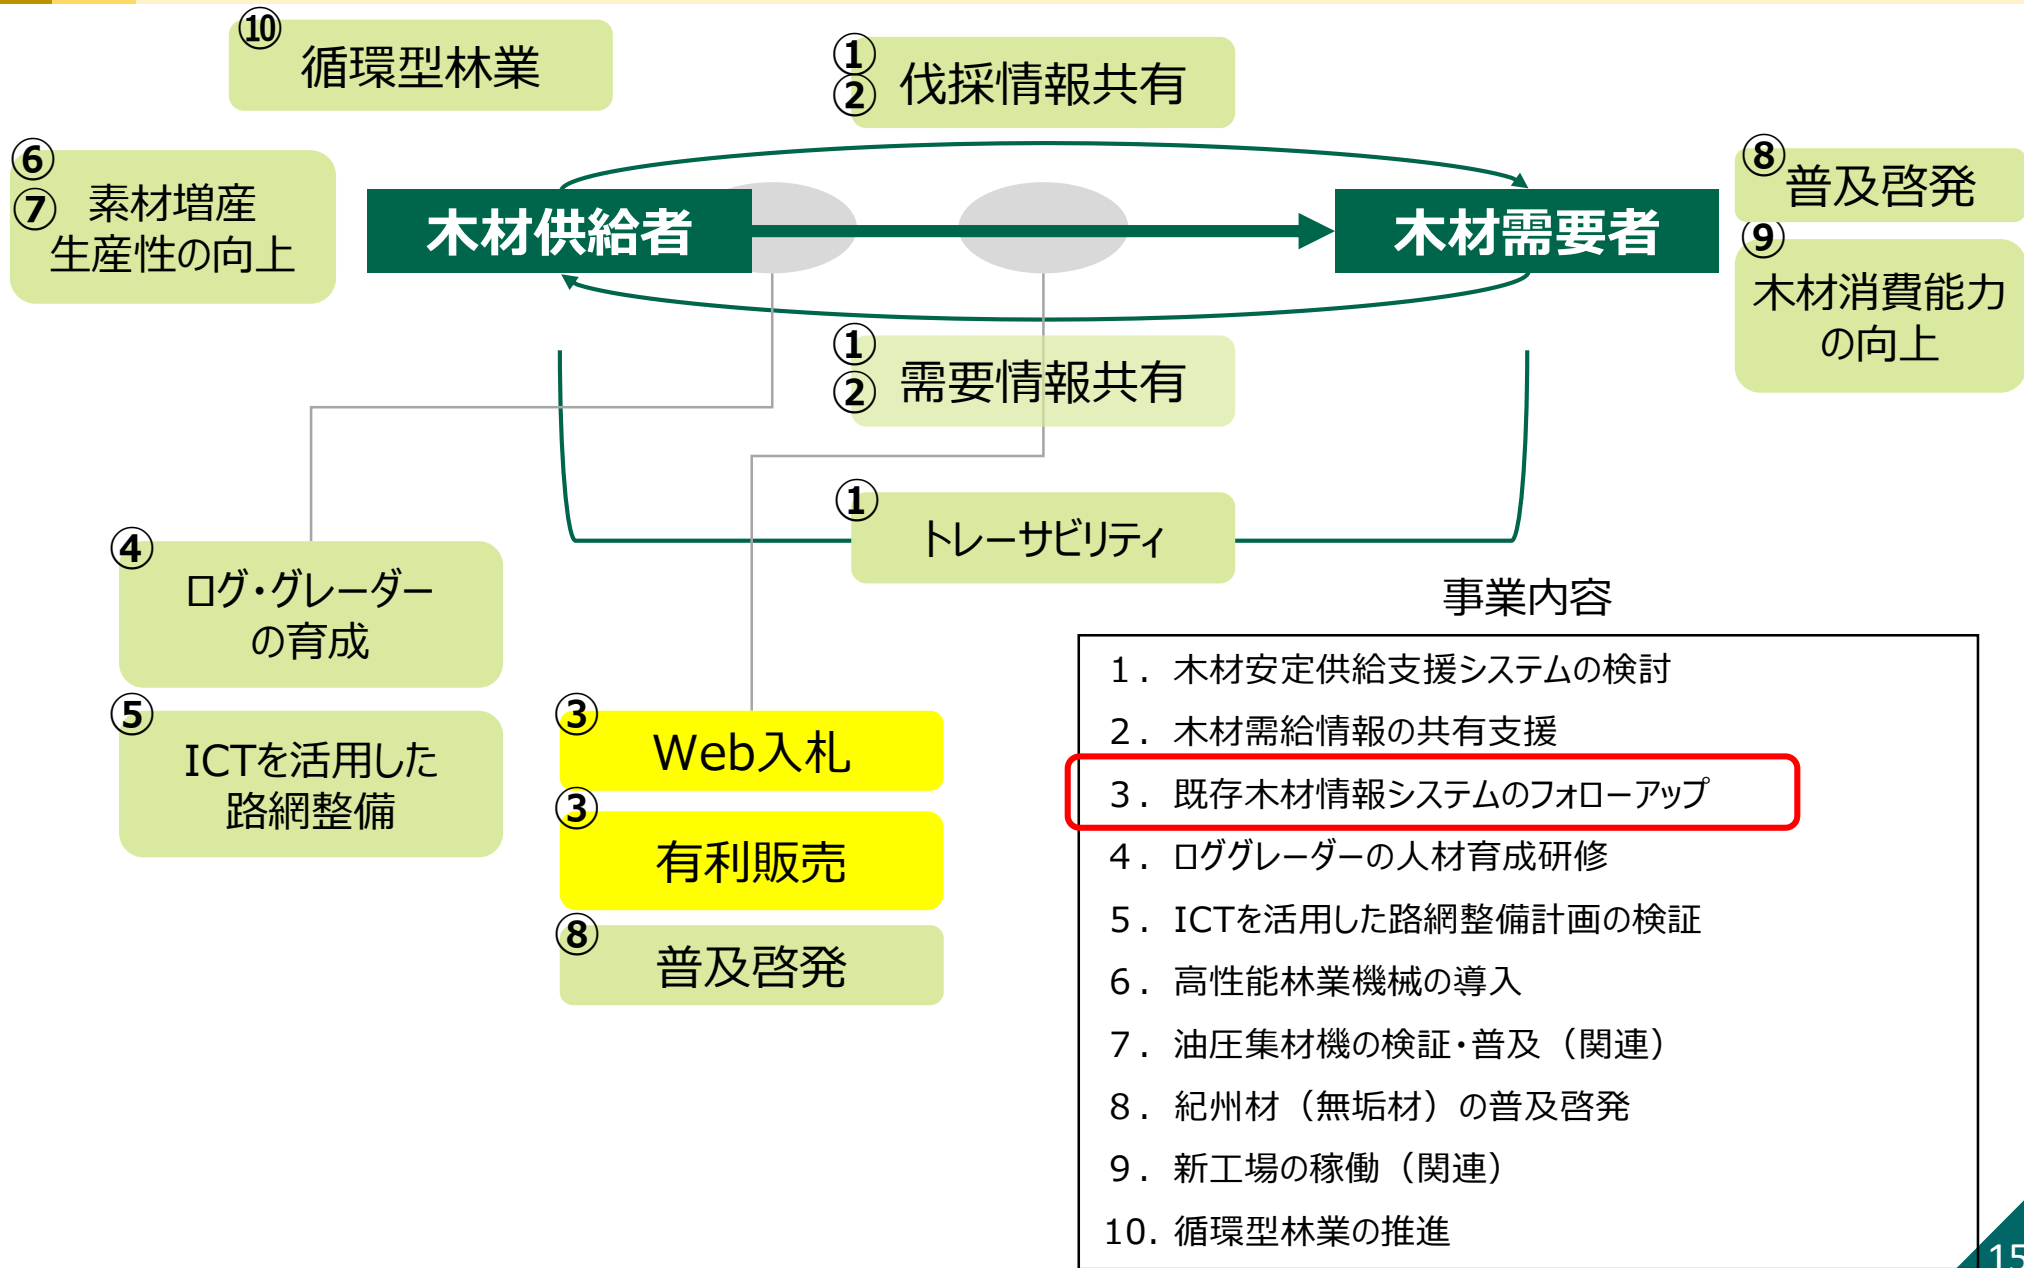 ⑩
循環型林業
①
② 伐採情報共有
⑥
⑦ 素材増産
生産性の向上
木材供給者
木材需要者
⑧
普及啓発
⑨
木材消費能力
の向上
①
② 需要情報共有
①
トレーサビリティ
④
ログ・グレーダー
の育成
⑤
ICTを活用した
路網整備
③
Web入札
③
有利販売
⑧
普及啓発
事業内容
1. 木材安定供給支援システムの検討
2. 木材需給情報の共有支援
3. 既存木材情報システムのフォローアップ
4. ロググレーダーの人材育成研修
5. ICTを活用した路網整備計画の検証
6. 高性能林業機械の導入
7. 油圧集材機の検証・普及（関連）
8. 紀州材（無垢材）の普及啓発
9. 新工場の稼働（関連）
10. 循環型林業の推進
15